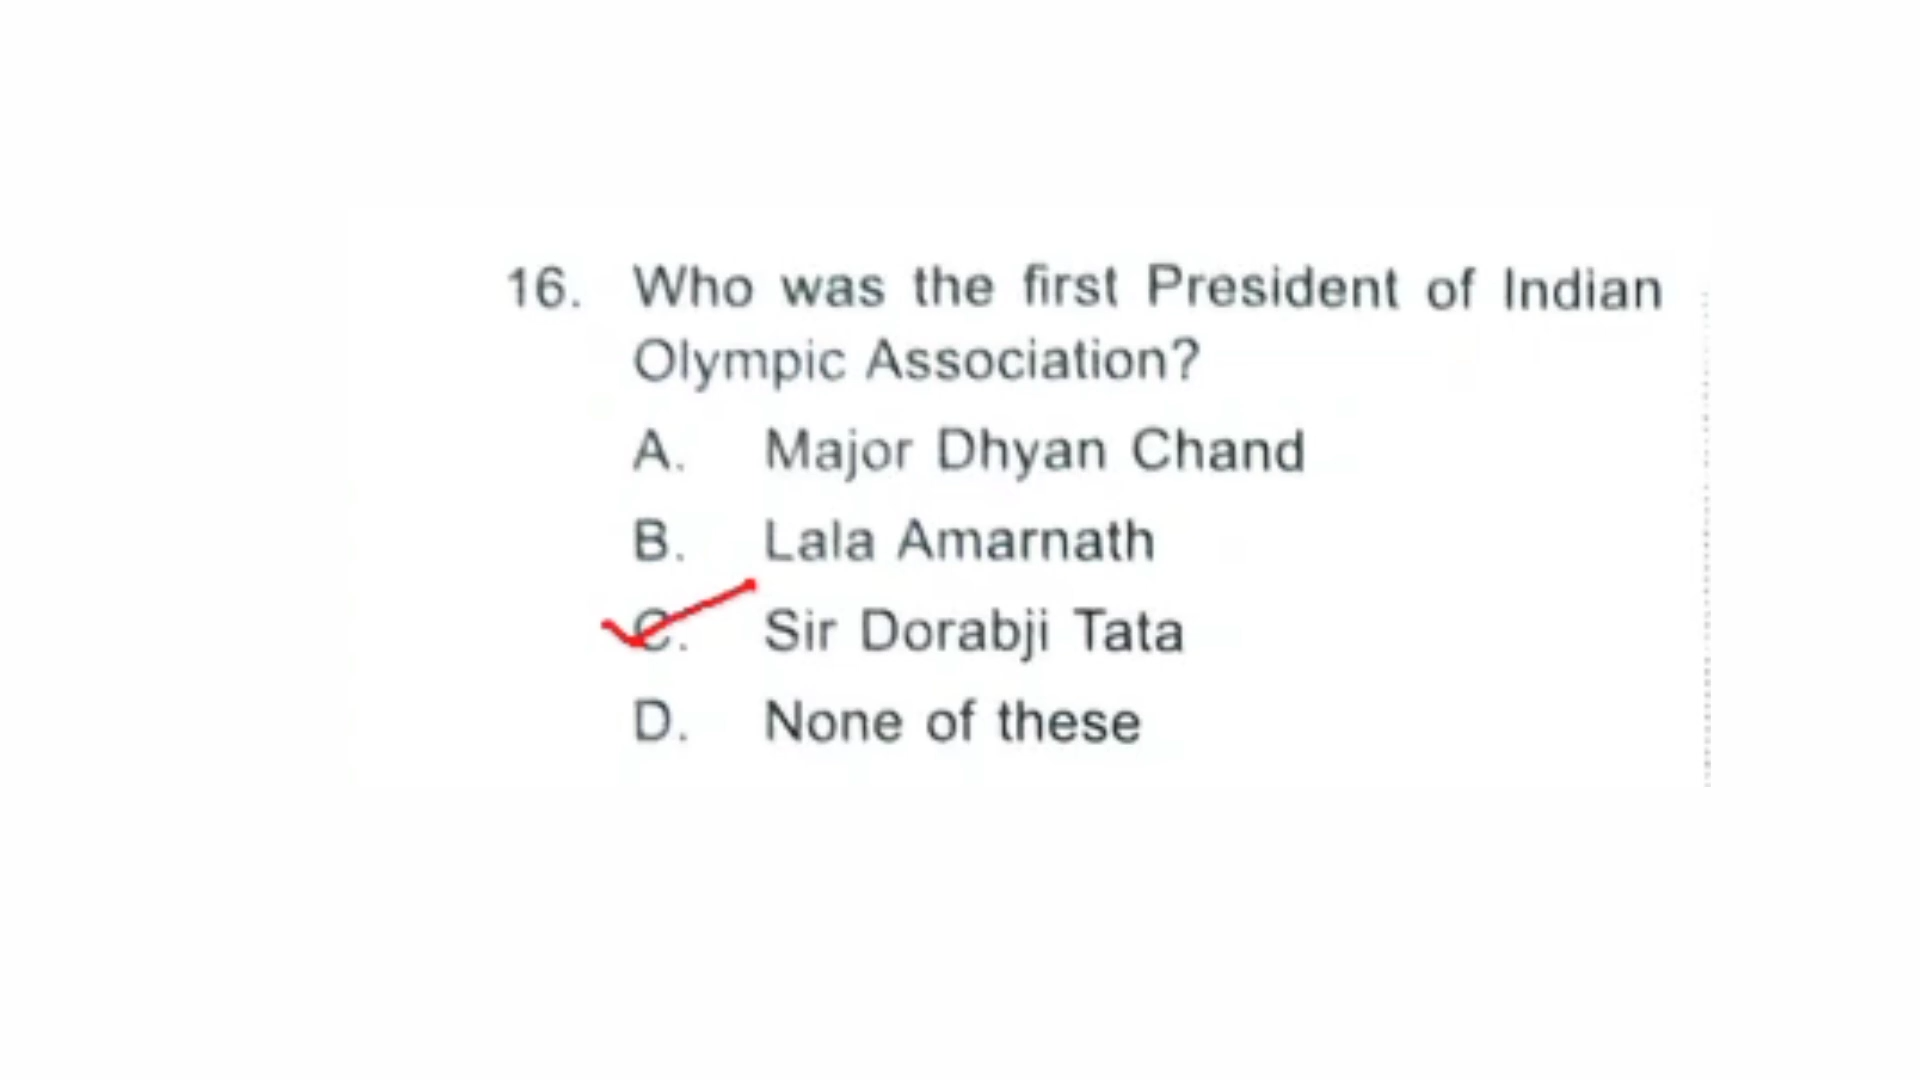 16. Who was the first President of Indian
Olympic Association?
A. Major Dhyan Chand
B. Lala Amarnath
C. Sir Dorabji Tata
D. None of these